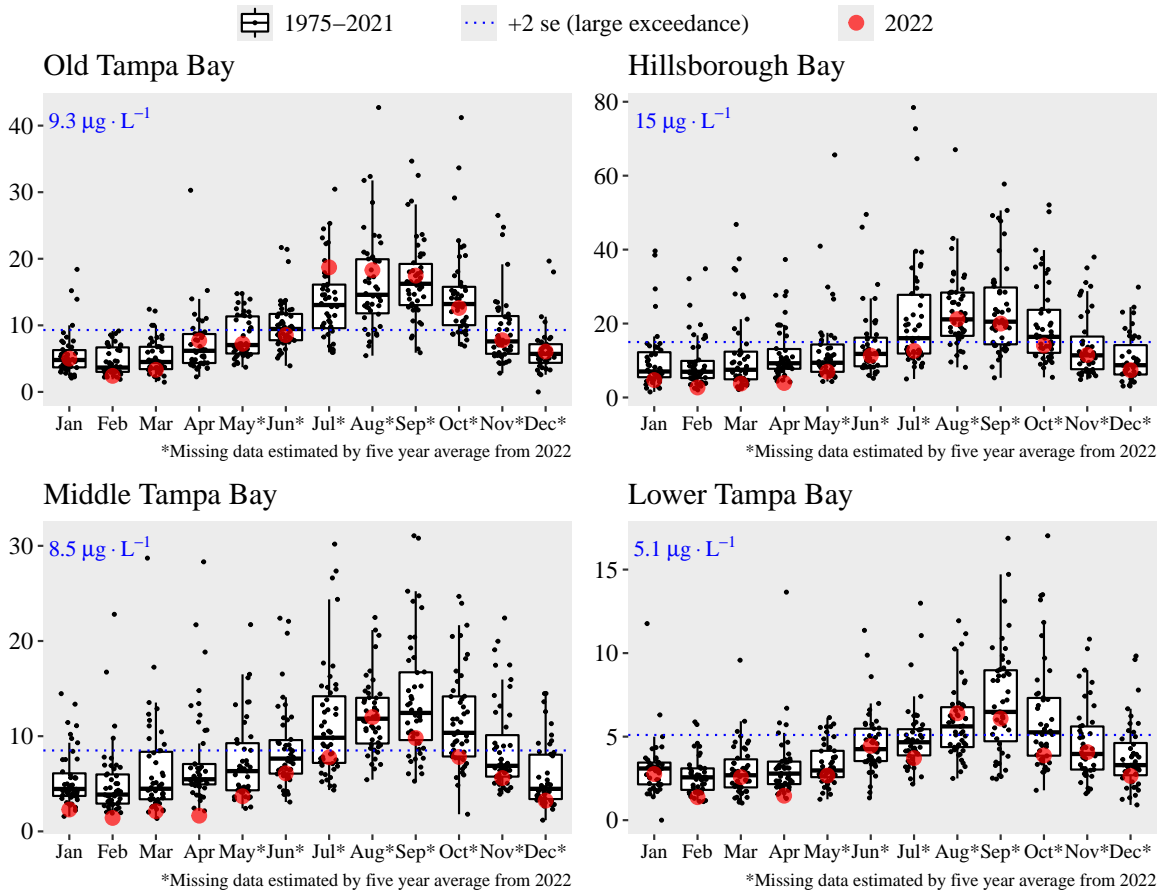 1975–2021 +2 se (large exceedance) 2022
Old Tampa Bay
9.3 μg · L⁻¹
40
30
20
10
0
Jan Feb Mar Apr May* Jun* Jul* Aug* Sep* Oct* Nov* Dec*
*Missing data estimated by five year average from 2022
Hillsborough Bay
15 μg · L⁻¹
80
60
40
20
0
Jan Feb Mar Apr May* Jun* Jul* Aug* Sep* Oct* Nov* Dec*
*Missing data estimated by five year average from 2022
Middle Tampa Bay
8.5 μg · L⁻¹
30
20
10
0
Jan Feb Mar Apr May* Jun* Jul* Aug* Sep* Oct* Nov* Dec*
*Missing data estimated by five year average from 2022
Lower Tampa Bay
5.1 μg · L⁻¹
15
10
5
0
Jan Feb Mar Apr May* Jun* Jul* Aug* Sep* Oct* Nov* Dec*
*Missing data estimated by five year average from 2022